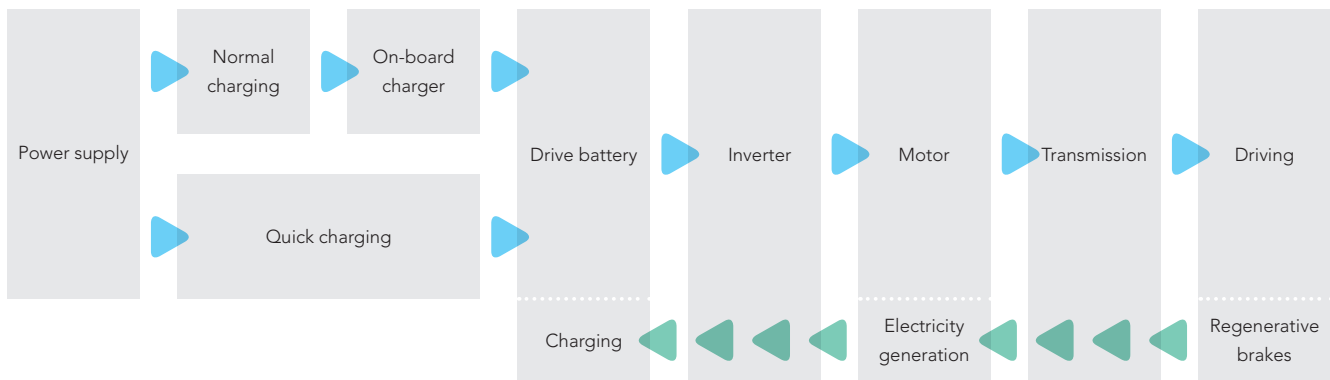 Power supply
Normal
charging
On-board
charger
Quick charging
Drive battery
Inverter
Motor
Transmission
Driving
Charging
Electricity
generation
Regenerative
brakes